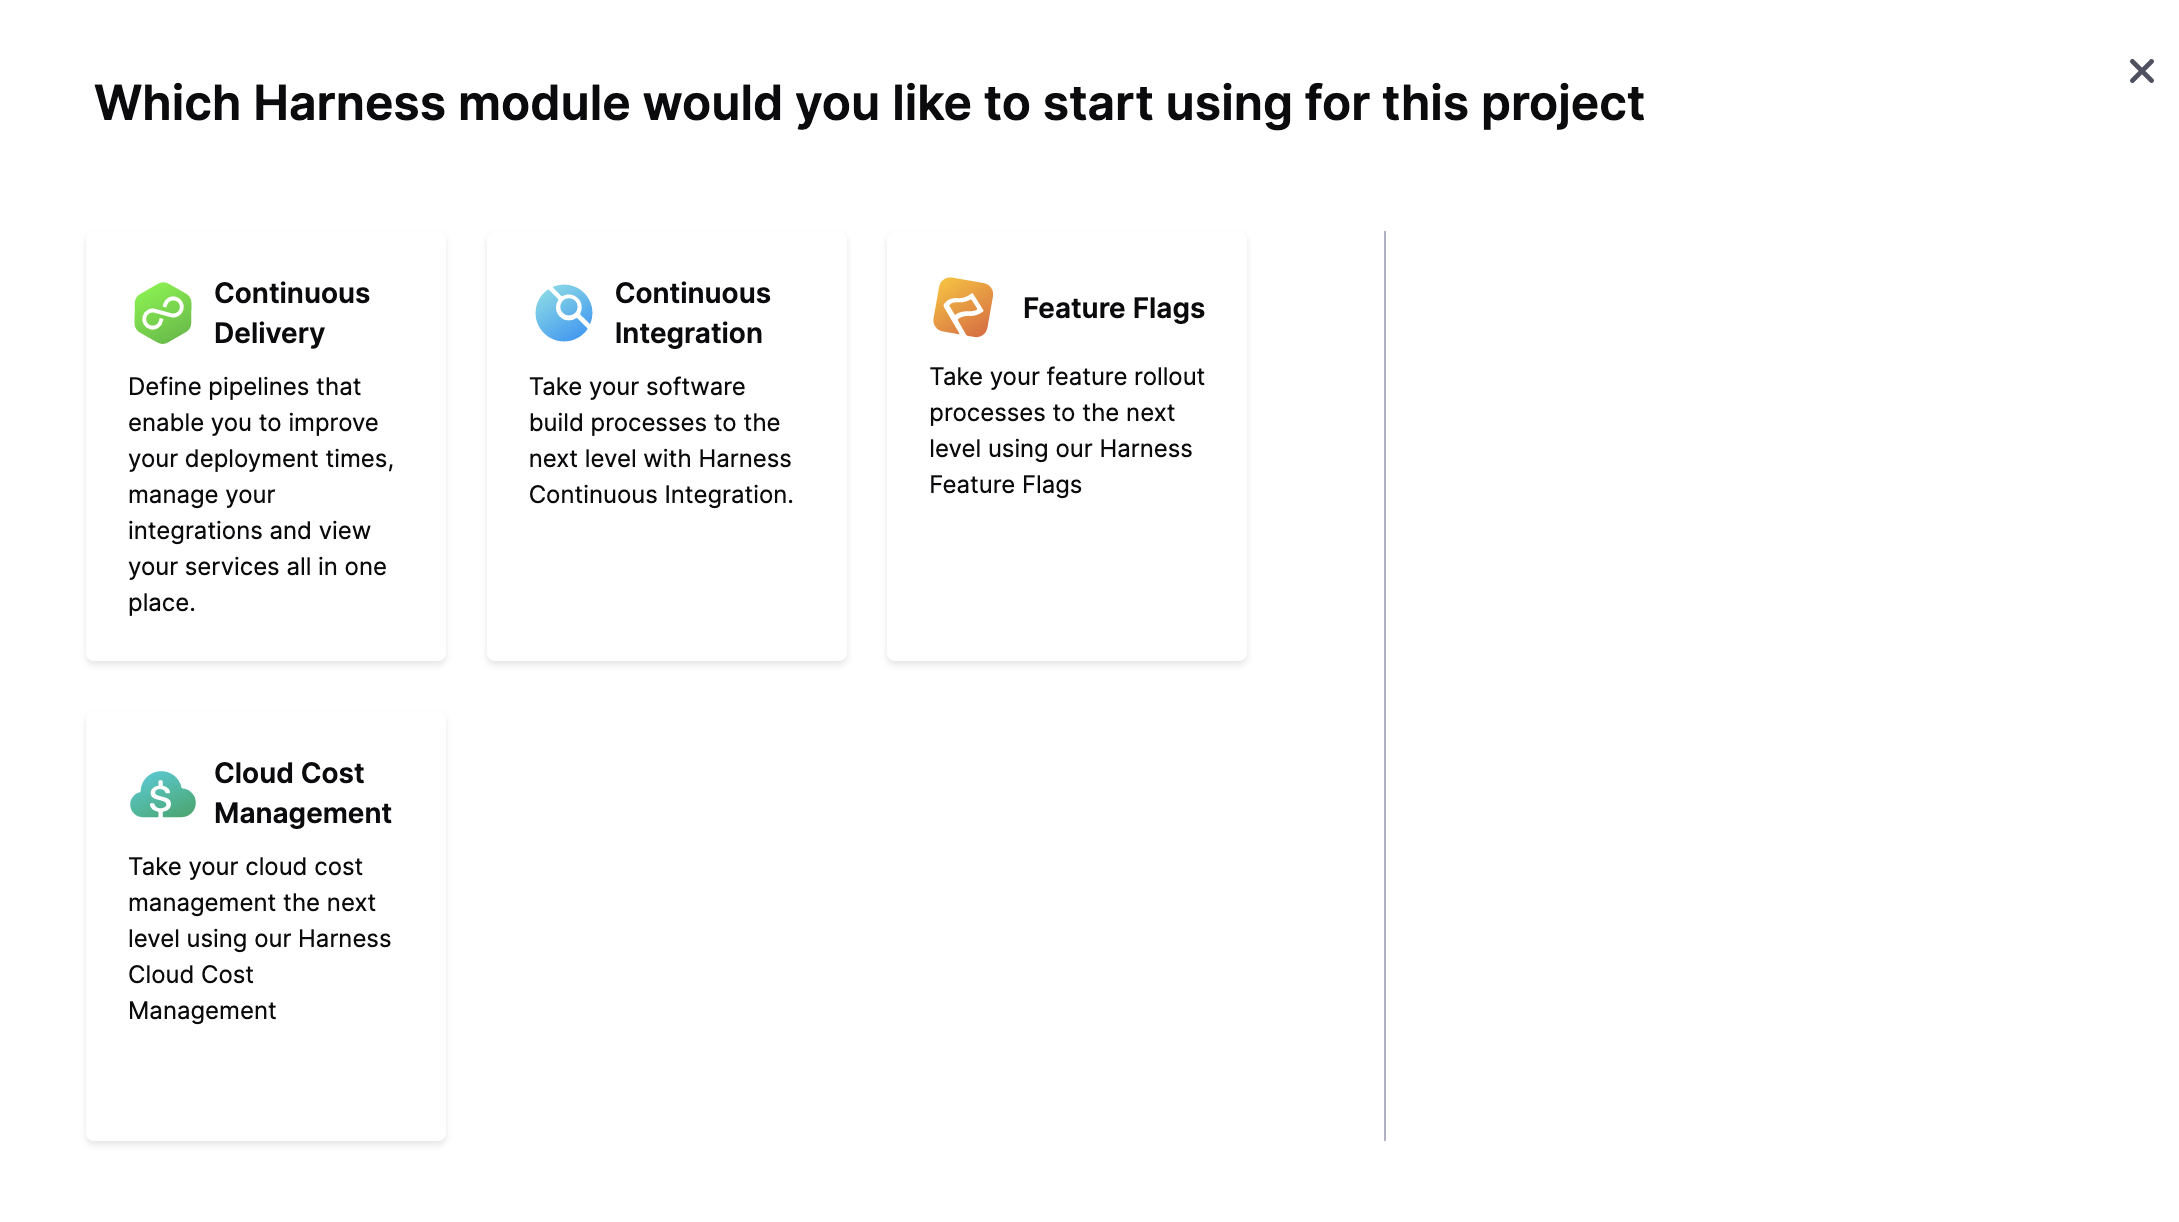 Which Harness module would you like to start using for this project
Continuous
Delivery
Define pipelines that
enable you to improve
your deployment times,
manage your
integrations and view
your services all in one
place.
Continuous
Integration
Take your software
build processes to the
next level with Harness
Continuous Integration.
Feature Flags
Take your feature rollout
processes to the next
level using our Harness
Feature Flags
Cloud Cost
Management
Take your cloud cost
management the next
level using our Harness
Cloud Cost
Management